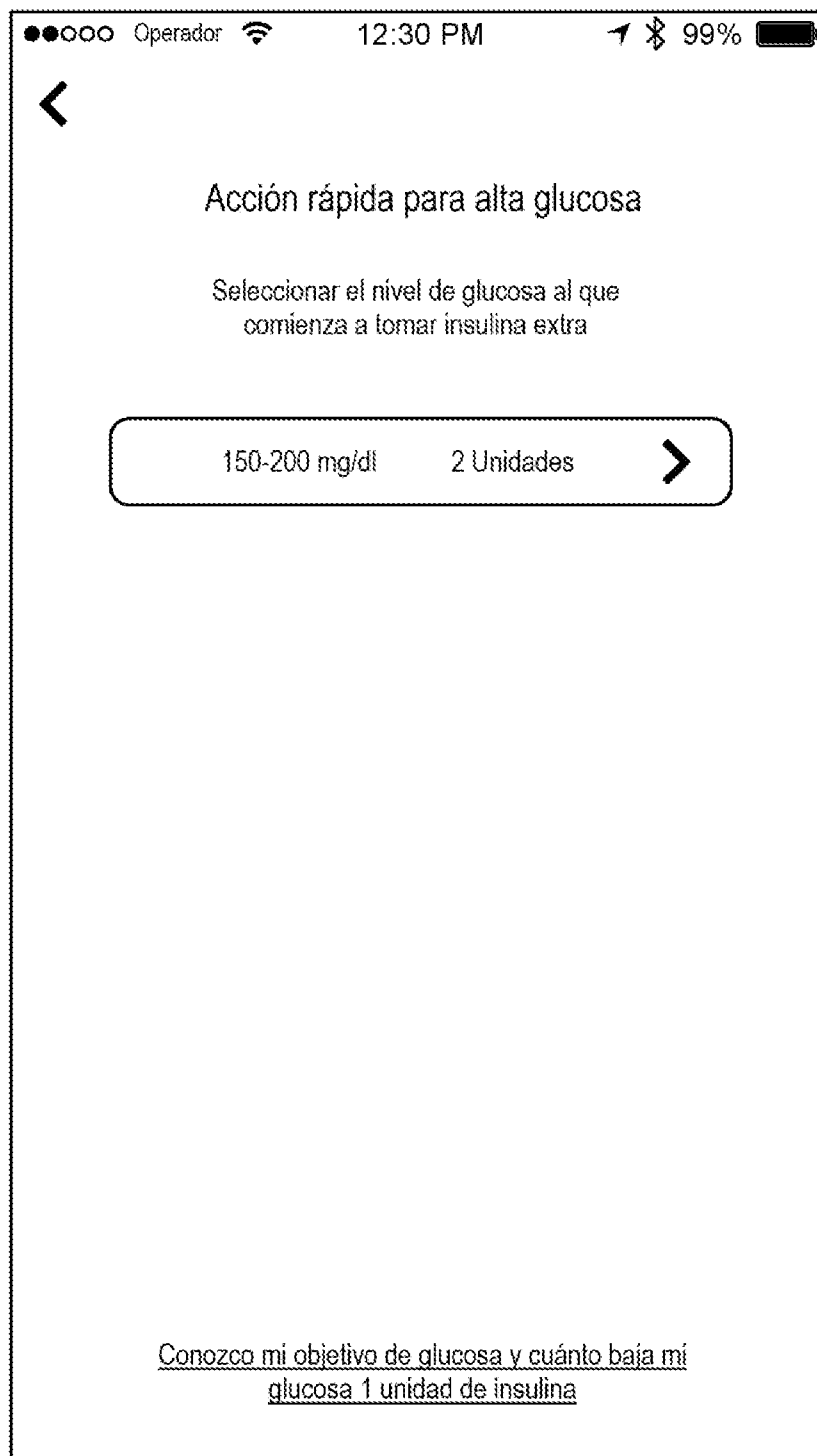 Operador 12:30 PM 99%
Acción rápida para alta glucosa
Seleccionar el nivel de glucosa al que
comienza a tomar insulina extra
150-200 mg/dl 2 Unidades
Conozco mi objetivo de glucosa y cuánto baja mi
glucosa 1 unidad de insulina